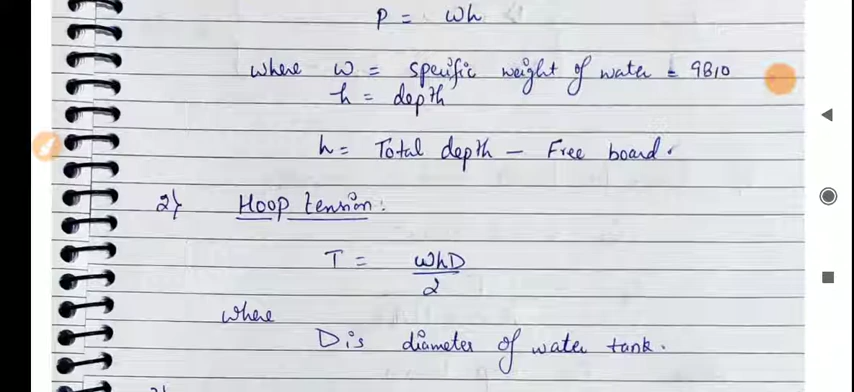 P = wh
where w = specific weight of water = 9810
h = depth
h = Total depth - Free board.
2) Hoop tension:
T = whD/2
where
D is diameter of water tank.